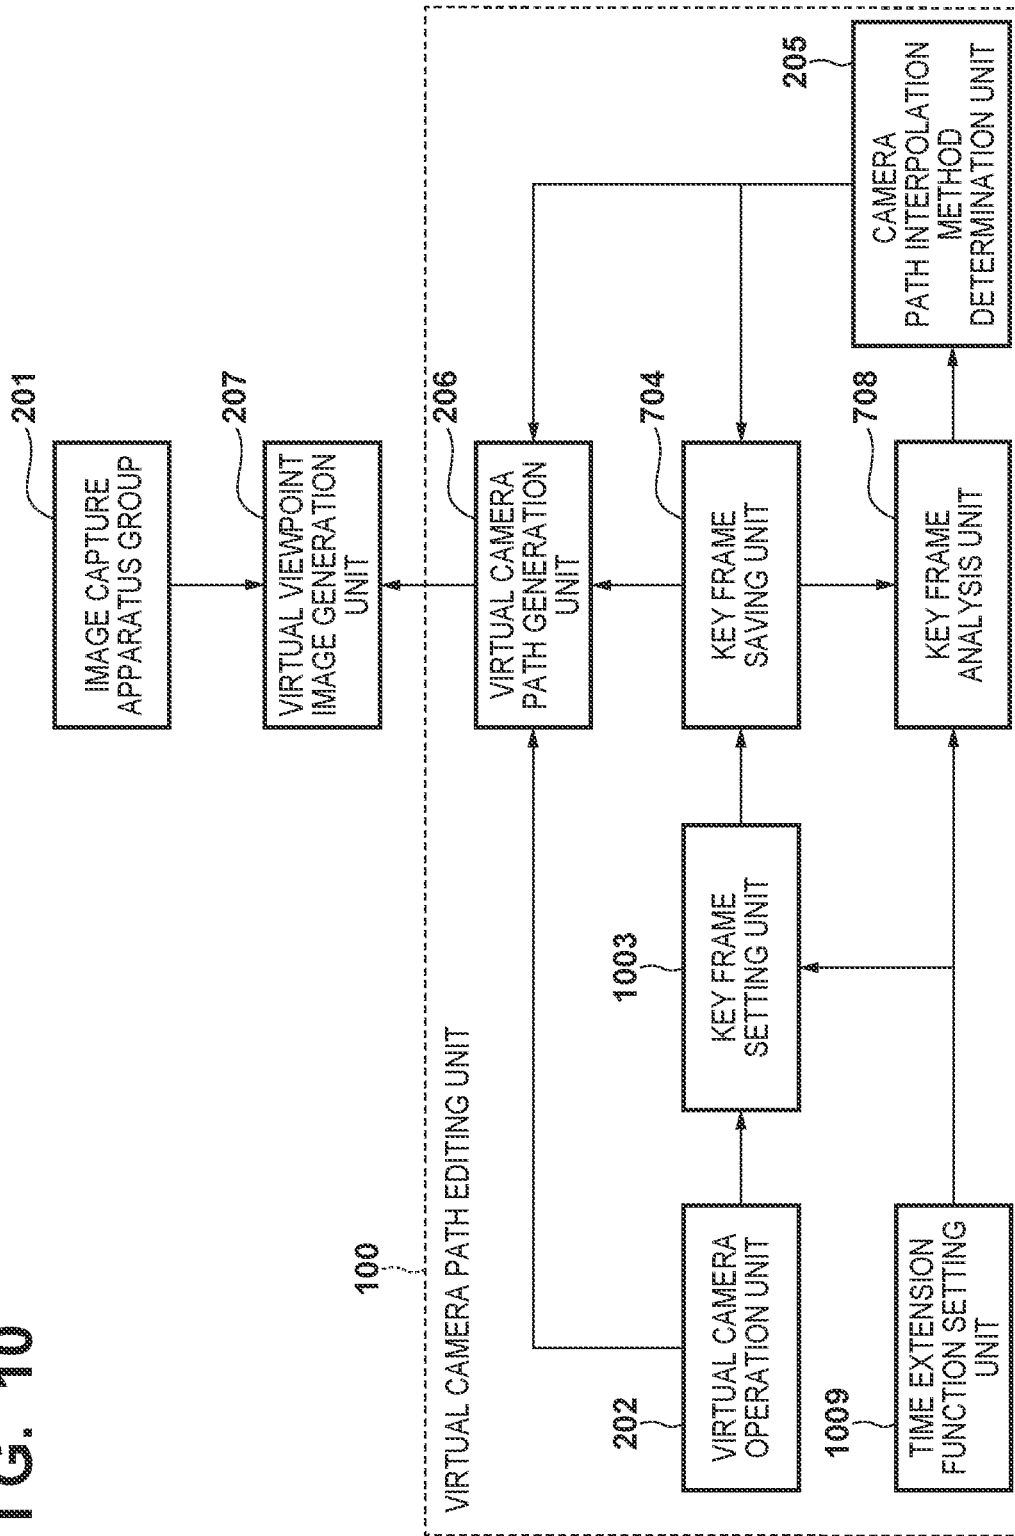 FIG. 10
201
IMAGE CAPTURE
APPARATUS GROUP
207
VIRTUAL VIEWPOINT
IMAGE GENERATION
UNIT
100
VIRTUAL CAMERA PATH EDITING UNIT
206
VIRTUAL CAMERA
PATH GENERATION
UNIT
202
VIRTUAL CAMERA
OPERATION UNIT
1003
KEY FRAME
SETTING UNIT
704
KEY FRAME
SAVING UNIT
1009
TIME EXTENSION
FUNCTION SETTING
UNIT
708
KEY FRAME
ANALYSIS UNIT
205
CAMERA
PATH INTERPOLATION
METHOD
DETERMINATION UNIT